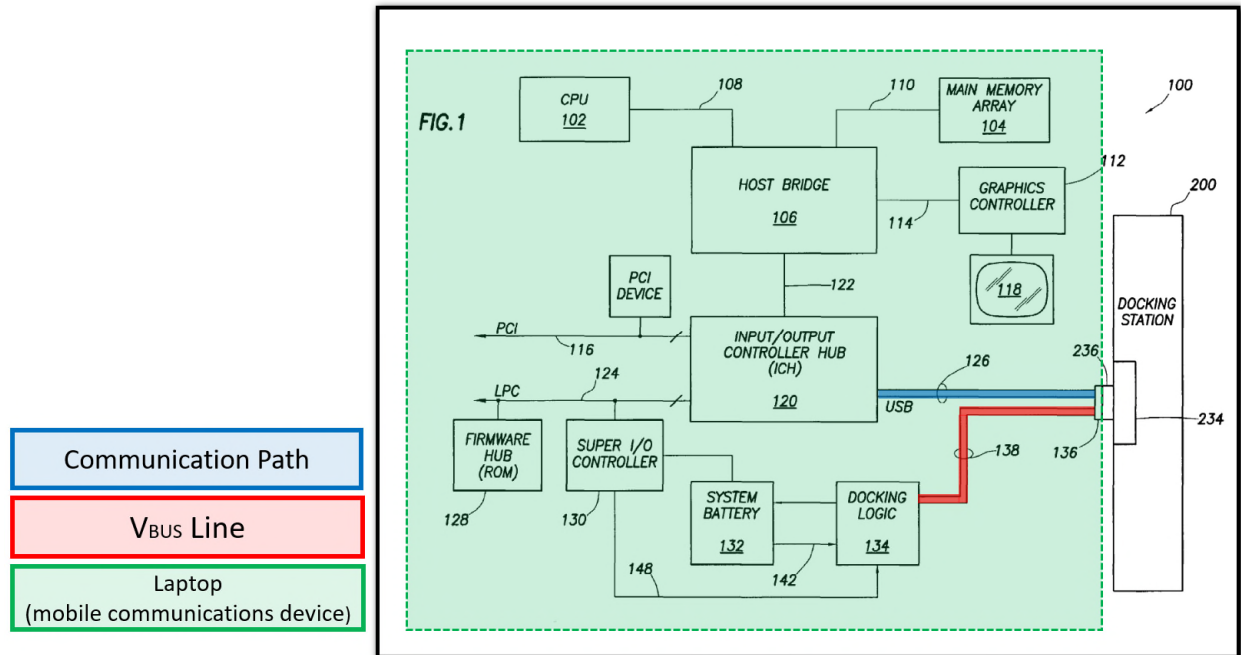 FIG. 1
CPU
102
108
110
MAIN MEMORY
ARRAY
104
100
HOST BRIDGE
106
112
GRAPHICS
CONTROLLER
114
118
200
DOCKING
STATION
PCI
DEVICE
122
PCI
116
INPUT/OUTPUT
CONTROLLER HUB
(ICH)
120
124
LPC
126
USB
236
234
136
138
FIRMWARE
HUB
(ROM)
128
SUPER I/O
CONTROLLER
130
SYSTEM
BATTERY
132
DOCKING
LOGIC
134
142
148
Communication Path
VBUS Line
Laptop
(mobile communications device)